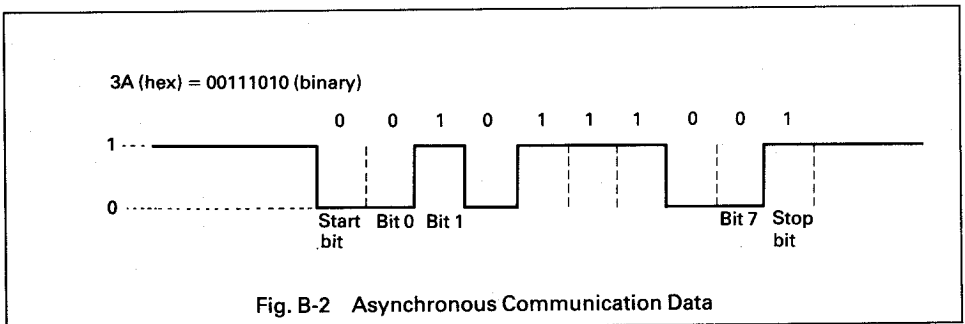 3A (hex) = 00111010 (binary)
0 0 1 0 1 1 1 0 0 1
1
0
Start bit Bit 0 Bit 1 Bit 7 Stop bit
Fig. B-2 Asynchronous Communication Data